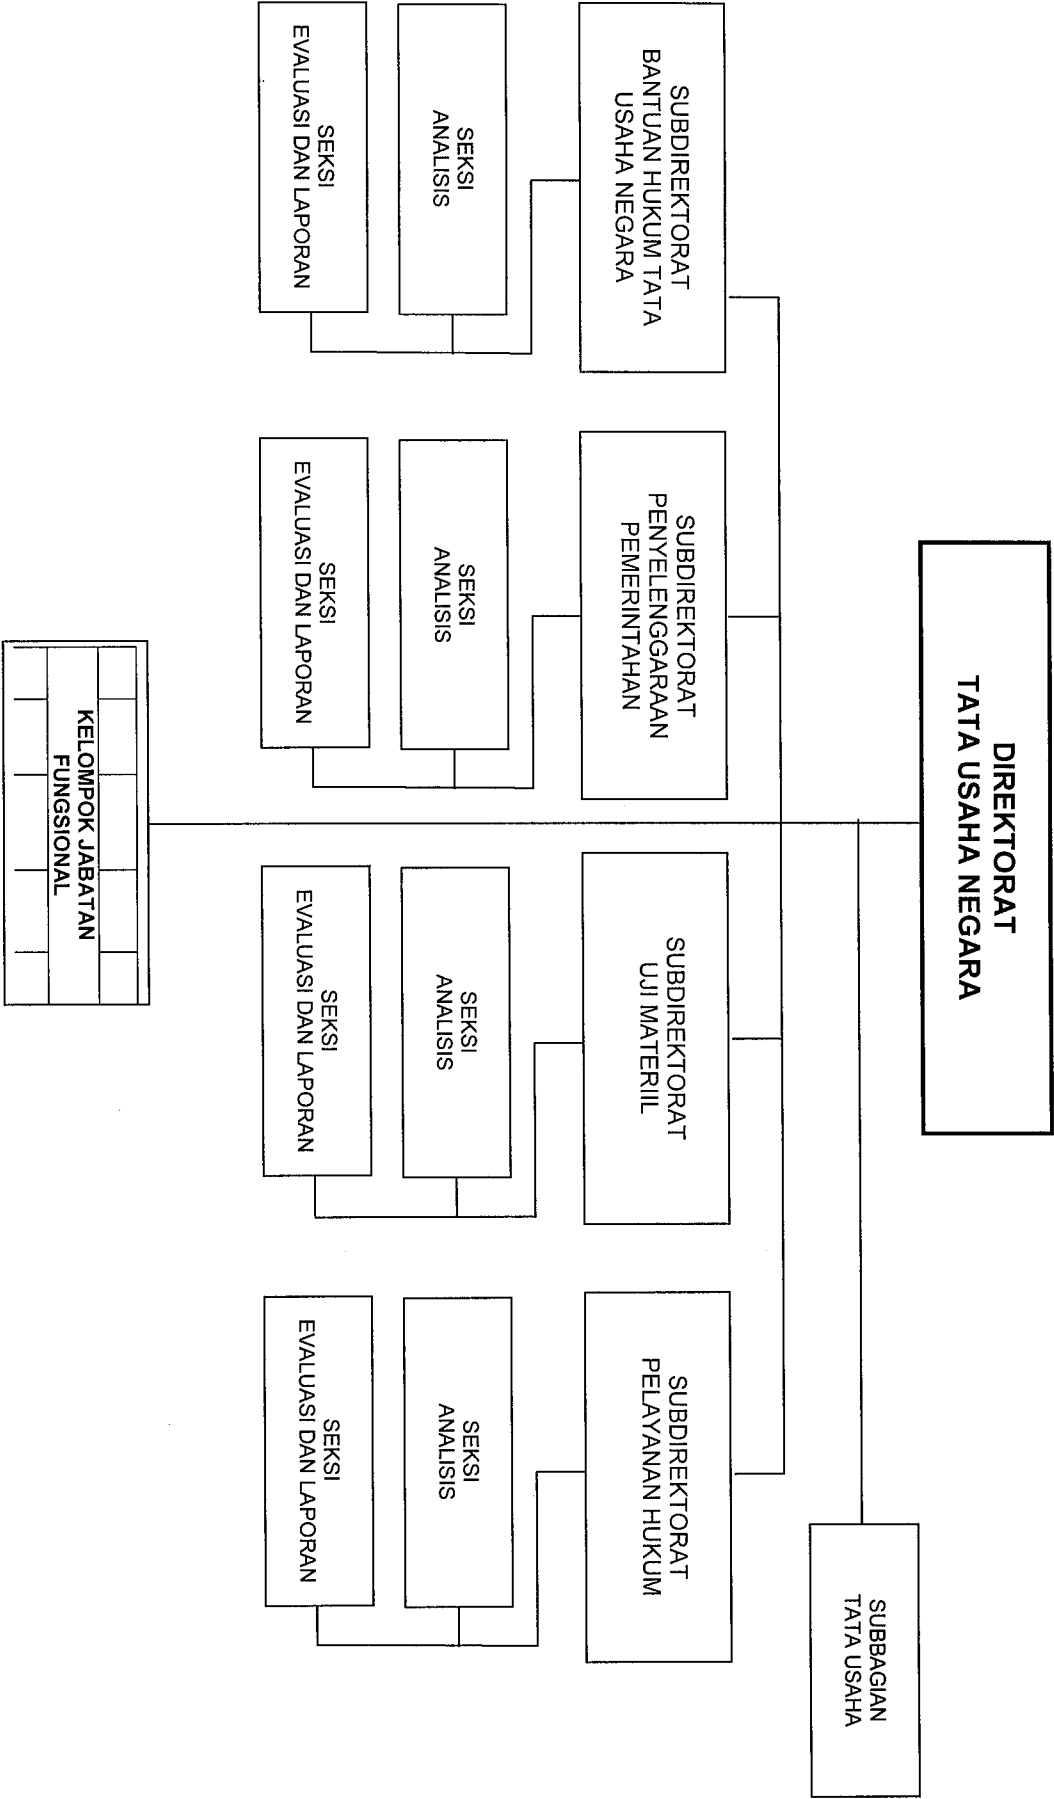 DIREKTORAT
TATA USAHA NEGARA
SUBBAGIAN
TATA USAHA
SUBDIREKTORAT
BANTUAN HUKUM TATA
USAHA NEGARA
SUBDIREKTORAT
PENYELENGGARAAN
PEMERINTAHAN
SUBDIREKTORAT
UJI MATERIIL
SUBDIREKTORAT
PELAYANAN HUKUM
SEKSI
ANALISIS
SEKSI
ANALISIS
SEKSI
ANALISIS
SEKSI
ANALISIS
SEKSI
EVALUASI DAN LAPORAN
SEKSI
EVALUASI DAN LAPORAN
SEKSI
EVALUASI DAN LAPORAN
SEKSI
EVALUASI DAN LAPORAN
KELOMPOK JABATAN
FUNGSIONAL